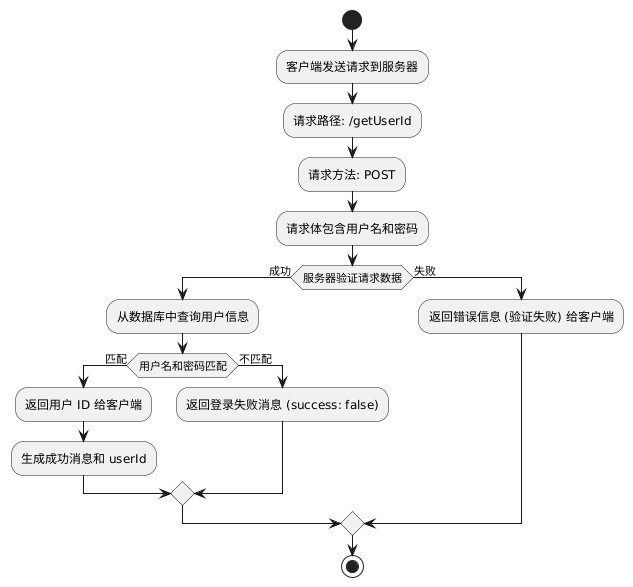 客户端发送请求到服务器
请求路径: /getUserId
请求方法: POST
请求体包含用户名和密码
成功
服务器验证请求数据
失败
从数据库中查询用户信息
返回错误信息 (验证失败) 给客户端
匹配
用户名和密码匹配
不匹配
返回用户 ID 给客户端
返回登录失败消息 (success: false)
生成成功消息和 userId